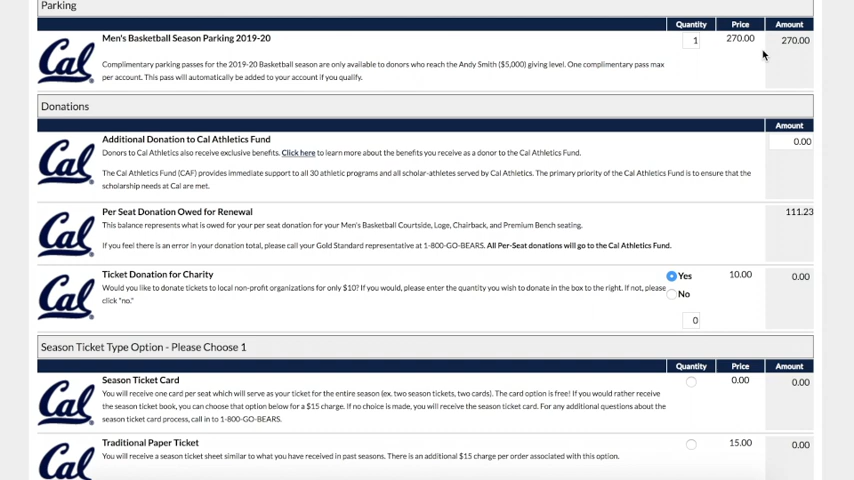 Parking
Quantity Price Amount
Cal Men's Basketball Season Parking 2019-20 1 270.00 270.00
Complimentary parking passes for the 2019-20 Basketball season are only available to donors who reach the Andy Smith ($5,000) giving level. One complimentary pass max
per account. This pass will automatically be added to your account if you qualify.
Donations
Amount
Cal Additional Donation to Cal Athletics Fund 0.00
Donors to Cal Athletics also receive exclusive benefits. Click here to learn more about the benefits you receive as a donor to the Cal Athletics Fund.
The Cal Athletics Fund (CAF) provides immediate support to all 30 athletic programs and all scholar-athletes served by Cal Athletics. The primary priority of the Cal Athletics Fund is to ensure that the
scholarship needs at Cal are met.
Cal Per Seat Donation Owed for Renewal 111.23
This balance represents what is owed for your per seat donation for your Men's Basketball Courtside, Loge, Chairback, and Premium Bench seating.
If you feel there is an error in your donation total, please call your Gold Standard representative at 1-800-GO-BEARS. All Per-Seat donations will go to the Cal Athletics Fund.
Cal Ticket Donation for Charity Yes 10.00 0.00
Would you like to donate tickets to local non-profit organizations for only $10? If you would, please enter the quantity you wish to donate in the box to the right. If not, please
click "no." No
0
Season Ticket Type Option - Please Choose 1
Quantity Price Amount
Cal Season Ticket Card 0.00 0.00
You will receive one card per seat which will serve as your ticket for the entire season (ex. two season tickets, two cards). The card option is free! If you would rather receive
the season ticket book, you can choose that option below for a $15 charge. If no choice is made, you will receive the season ticket card. For any additional questions about the
season ticket card process, call in to 1-800-GO-BEARS.
Cal Traditional Paper Ticket 15.00 0.00
You will receive a season ticket sheet similar to what you have received in past seasons. There is an additional $15 charge per order associated with this option.